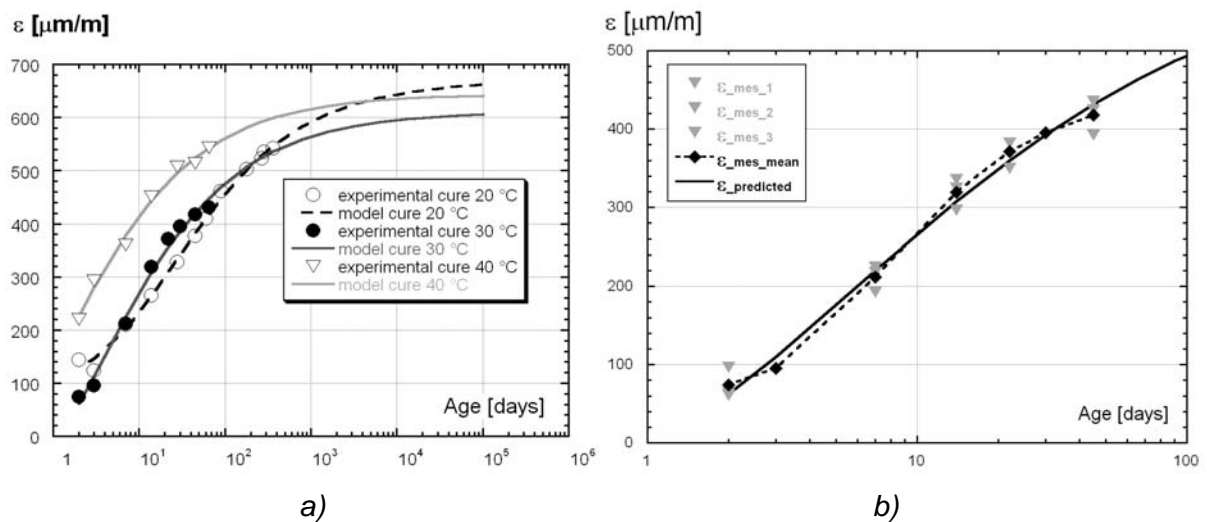 ε [μm/m]
700
600
500
400
300
200
100
0
experimental cure 20 °C
model cure 20 °C
experimental cure 30 °C
model cure 30 °C
experimental cure 40 °C
model cure 40 °C
Age [days]
1 10¹ 10² 10³ 10⁴ 10⁵ 10⁶
a)
ε [μm/m]
500
400
300
200
100
0
ε_mes_1
ε_mes_2
ε_mes_3
ε_mes_mean
ε_predicted
Age [days]
1 10 100
b)